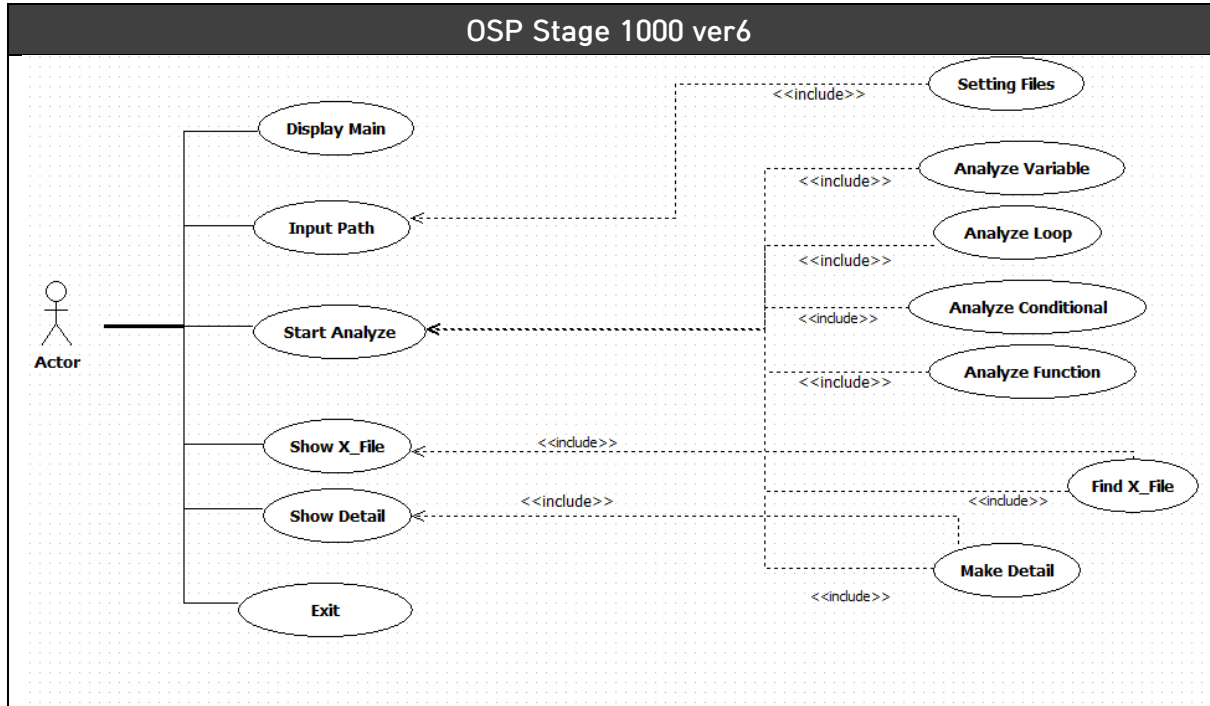 OSP Stage 1000 ver6
Setting Files
<<include>>
Display Main
Analyze Variable
<<include>>
Input Path
Analyze Loop
<<include>>
Analyze Conditional
<<include>>
Start Analyze
Actor
Analyze Function
<<include>>
Show X_File
<<include>>
Find X_File
<<include>>
<<include>>
Show Detail
Make Detail
<<include>>
Exit